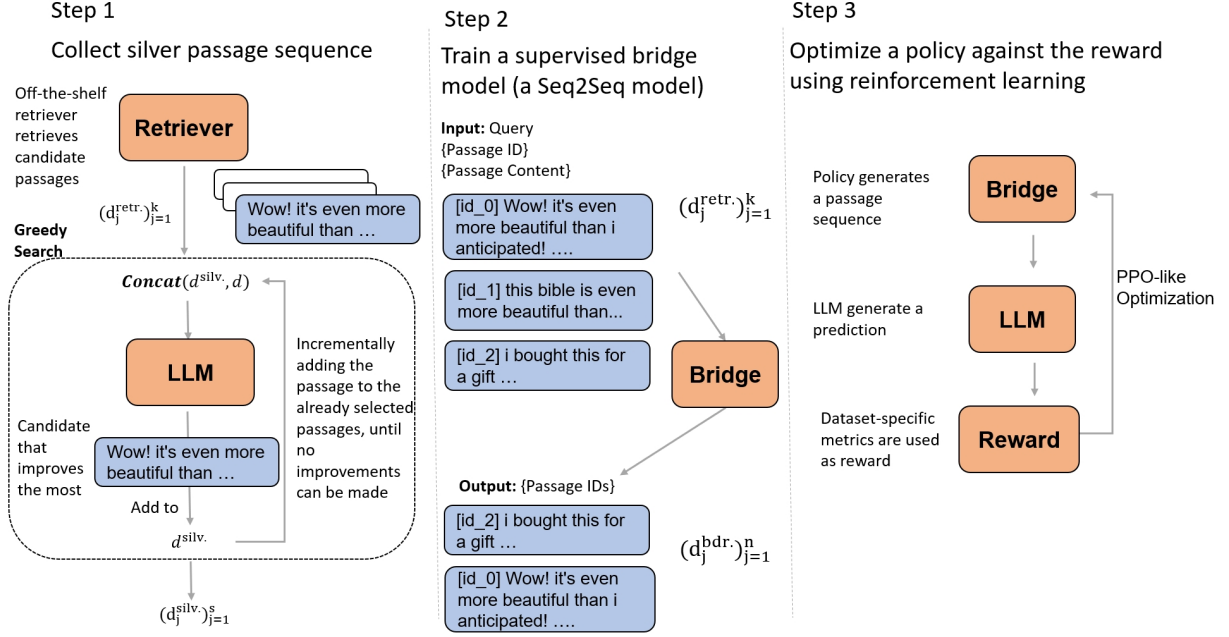 Step 1
Collect silver passage sequence
Off-the-shelf
retriever
retrieves
candidate
passages
Retriever
(d_j^{retr.})_{j=1}^k
Wow! it's even more
beautiful than …
Greedy
Search
Concat(d^{silv.}, d)
LLM
Incrementally
adding the
passage to the
already selected
passages, until
no
improvements
can be made
Candidate
that
improves
the most
Wow! it's even more
beautiful than …
Add to
d^{silv.}
(d_j^{silv.})_{j=1}^s
Step 2
Train a supervised bridge
model (a Seq2Seq model)
Input: Query
{Passage ID}
{Passage Content}
[id_0] Wow! it's even
more beautiful than i
anticipated! ….
(d_j^{retr.})_{j=1}^k
[id_1] this bible is even
more beautiful than...
[id_2] i bought this for
a gift …
Bridge
Output: {Passage IDs}
[id_2] i bought this for
a gift …
(d_j^{bdr.})_{j=1}^n
[id_0] Wow! it's even
more beautiful than i
anticipated! ….
Step 3
Optimize a policy against the reward
using reinforcement learning
Policy generates
a passage
sequence
Bridge
PPO-like
Optimization
LLM generate a
prediction
LLM
Dataset-specific
metrics are used
as reward
Reward